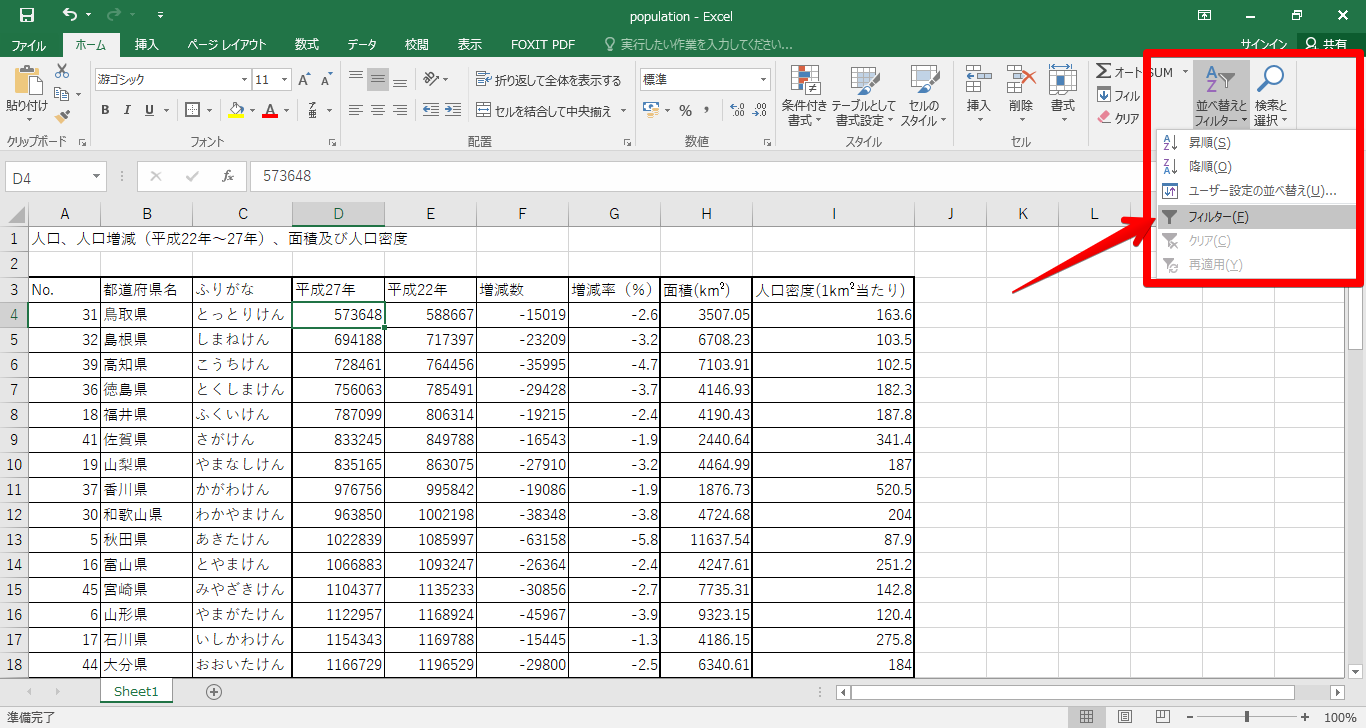 population - Excel
ファイル ホーム 挿入 ページ レイアウト 数式 データ 校閲 表示 FOXIT PDF 実行したい作業を入力してください... サインイン 共有
貼り付け
クリップボード
游ゴシック 11 A A
B I U A 亜
フォント
折り返して全体を表示する
セルを結合して中央揃え
配置
標準
% , .0 .00 .00 .0
数値
条件付き書式 テーブルとして書式設定 セルのスタイル
スタイル
挿入 削除 書式
セル
Σ オート SUM
フィル
クリア
並べ替えとフィルター 検索と選択
昇順(S)
降順(O)
ユーザー設定の並べ替え(U)...
フィルター(F)
クリア(C)
再適用(Y)
D4 fx 573648
A B C D E F G H I J K L
1 人口、人口増減（平成22年～27年）、面積及び人口密度
2
3 No. 都道府県名 ふりがな 平成27年 平成22年 増減数 増減率（%） 面積(km²) 人口密度(1km²当たり)
4 31 鳥取県 とっとりけん 573648 588667 -15019 -2.6 3507.05 163.6
5 32 島根県 しまねけん 694188 717397 -23209 -3.2 6708.23 103.5
6 39 高知県 こうちけん 728461 764456 -35995 -4.7 7103.91 102.5
7 36 徳島県 とくしまけん 756063 785491 -29428 -3.7 4146.93 182.3
8 18 福井県 ふくいけん 787099 806314 -19215 -2.4 4190.43 187.8
9 41 佐賀県 さがけん 833245 849788 -16543 -1.9 2440.64 341.4
10 19 山梨県 やまなしけん 835165 863075 -27910 -3.2 4464.99 187
11 37 香川県 かがわけん 976756 995842 -19086 -1.9 1876.73 520.5
12 30 和歌山県 わかやまけん 963850 1002198 -38348 -3.8 4724.68 204
13 5 秋田県 あきたけん 1022839 1085997 -63158 -5.8 11637.54 87.9
14 16 富山県 とやまけん 1066883 1093247 -26364 -2.4 4247.61 251.2
15 45 宮崎県 みやざきけん 1104377 1135233 -30856 -2.7 7735.31 142.8
16 6 山形県 やまがたけん 1122957 1168924 -45967 -3.9 9323.15 120.4
17 17 石川県 いしかわけん 1154343 1169788 -15445 -1.3 4186.15 275.8
18 44 大分県 おおいたけん 1166729 1196529 -29800 -2.5 6340.61 184
Sheet1
準備完了 100%